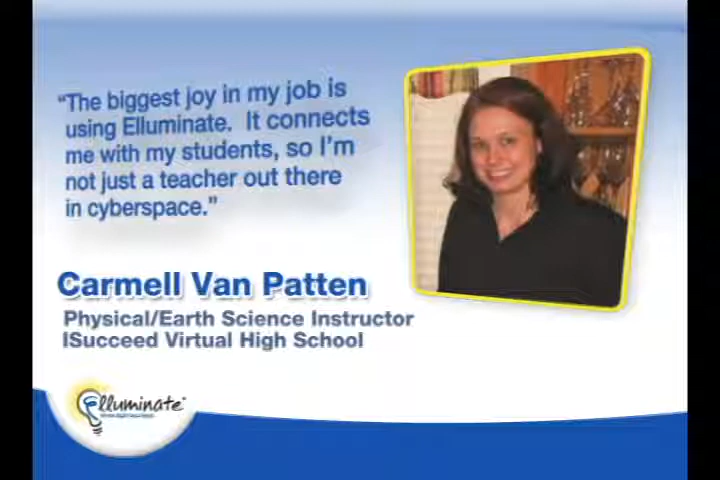 “The biggest joy in my job is
using Elluminate. It connects
me with my students, so I’m
not just a teacher out there
in cyberspace.”
Carmell Van Patten
Physical/Earth Science Instructor
ISucceed Virtual High School
elluminate